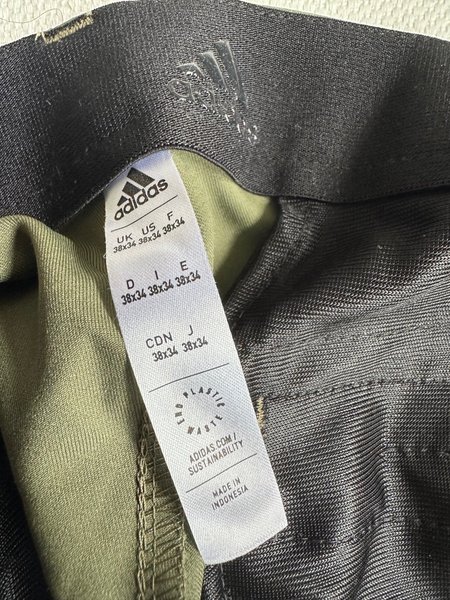 adidas
UK US F
38x34 38x34 38x34
D I E
38x34 38x34 38x34
CDN J
38x34 38x34
END PLASTIC WASTE
ADIDAS.COM/
SUSTAINABILITY
MADE IN
INDONESIA